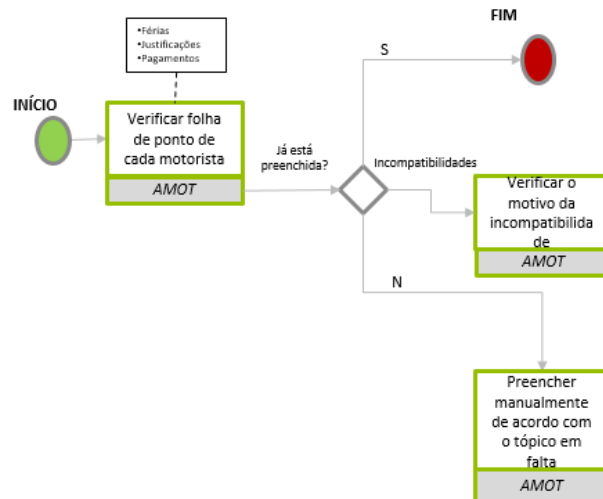 •Férias
•Justificações
•Pagamentos
FIM
S
INÍCIO
Verificar folha
de ponto de
cada motorista
AMOT
Já está
preenchida?
Incompatibilidades
Verificar o
motivo da
incompatibilida
de
AMOT
N
Preencher
manualmente
de acordo com
o tópico em
falta
AMOT